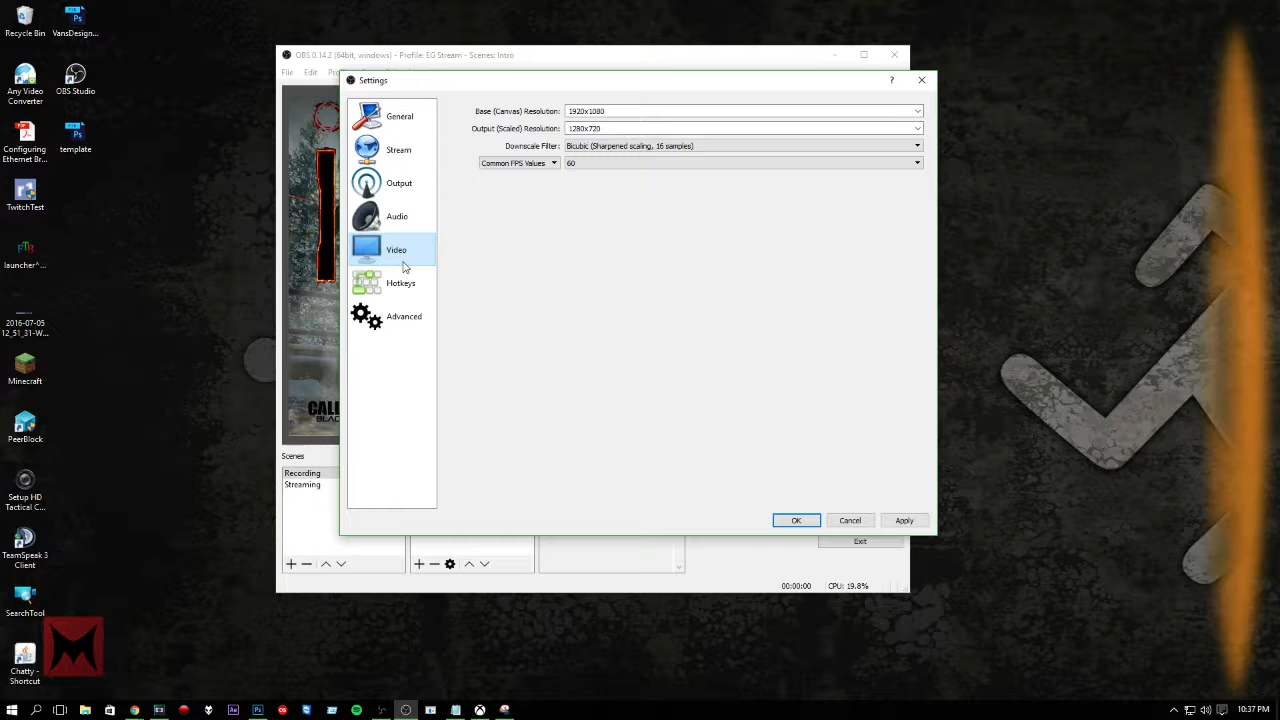 Recycle Bin
VansDesign...
Any Video
Converter
OBS Studio
Configuring
Ethernet Br...
template
TwitchTest
launcher^...
2016-07-05
12_51_31-W...
Minecraft
PeerBlock
Setup HD
Tactical C...
TeamSpeak 3
Client
SearchTool
Chatty -
Shortcut
OBS 0.14.2 (64bit, windows) - Profile: EG Stream - Scenes: Intro
File Edit
Settings
General
Stream
Output
Audio
Video
Hotkeys
Advanced
Base (Canvas) Resolution: 1920x1080
Output (Scaled) Resolution: 1280x720
Downscale Filter: Bicubic (Sharpened scaling, 16 samples)
Common FPS Values 60
OK Cancel Apply
CALL
BLAC
Scenes
Recording
Streaming
Exit
00:00:00 CPU: 19.8%
10:37 PM